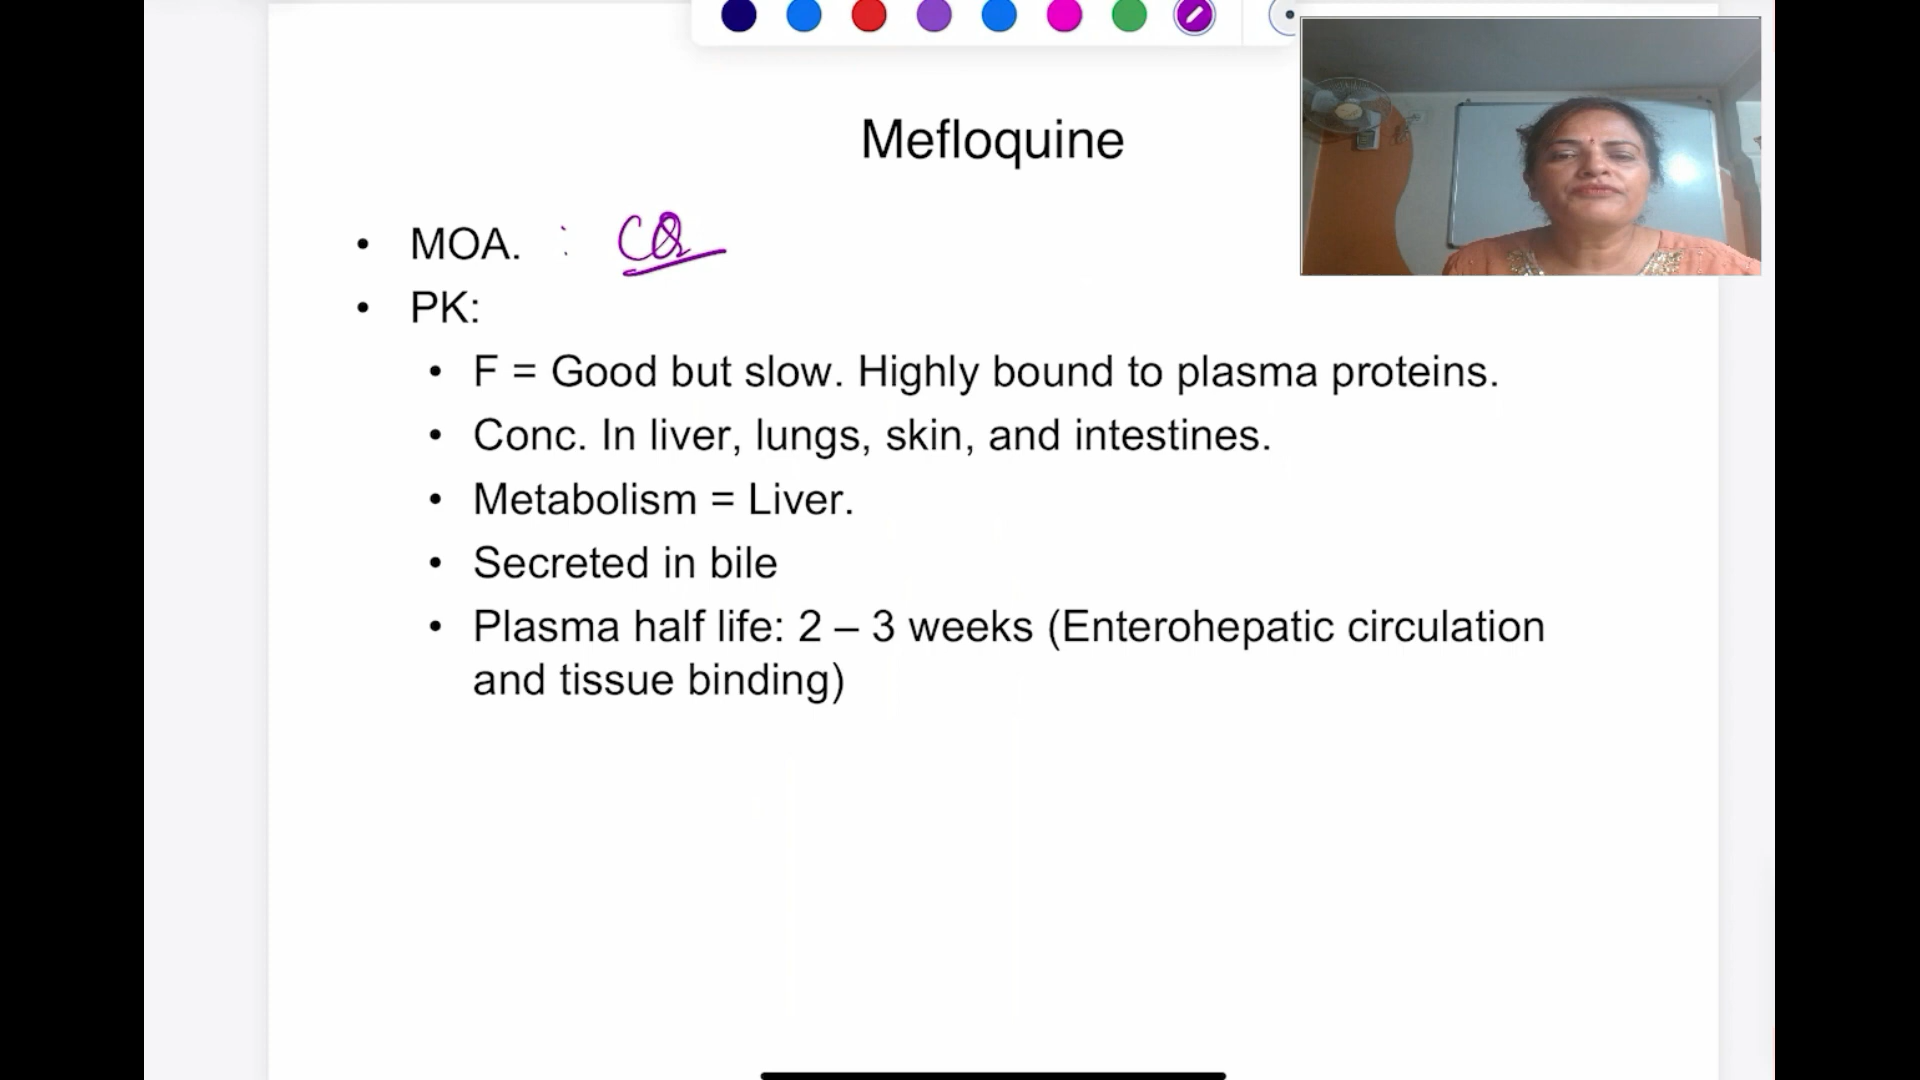 Mefloquine
• MOA. : CQ
• PK:
• F = Good but slow. Highly bound to plasma proteins.
• Conc. In liver, lungs, skin, and intestines.
• Metabolism = Liver.
• Secreted in bile
• Plasma half life: 2 – 3 weeks (Enterohepatic circulation
and tissue binding)